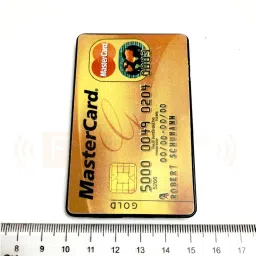 MasterCard
MasterCard
5000 0049 0204
5000
00/00-00/00
ROBERT SCHUMANN
GOLD
8 9 10 11 12 13 14 15 16 17